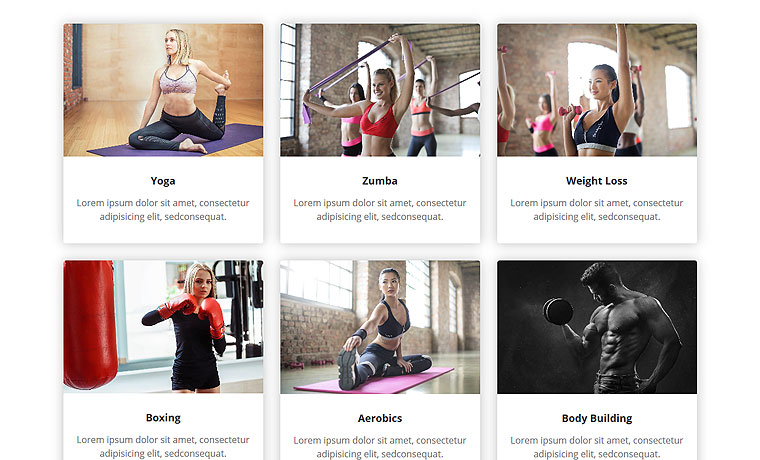 Yoga
Lorem ipsum dolor sit amet, consectetur
adipisicing elit, sedconsequat.
Zumba
Lorem ipsum dolor sit amet, consectetur
adipisicing elit, sedconsequat.
Weight Loss
Lorem ipsum dolor sit amet, consectetur
adipisicing elit, sedconsequat.
Boxing
Lorem ipsum dolor sit amet, consectetur
adipisicing elit, sedconsequat.
Aerobics
Lorem ipsum dolor sit amet, consectetur
adipisicing elit, sedconsequat.
Body Building
Lorem ipsum dolor sit amet, consectetur
adipisicing elit, sedconsequat.